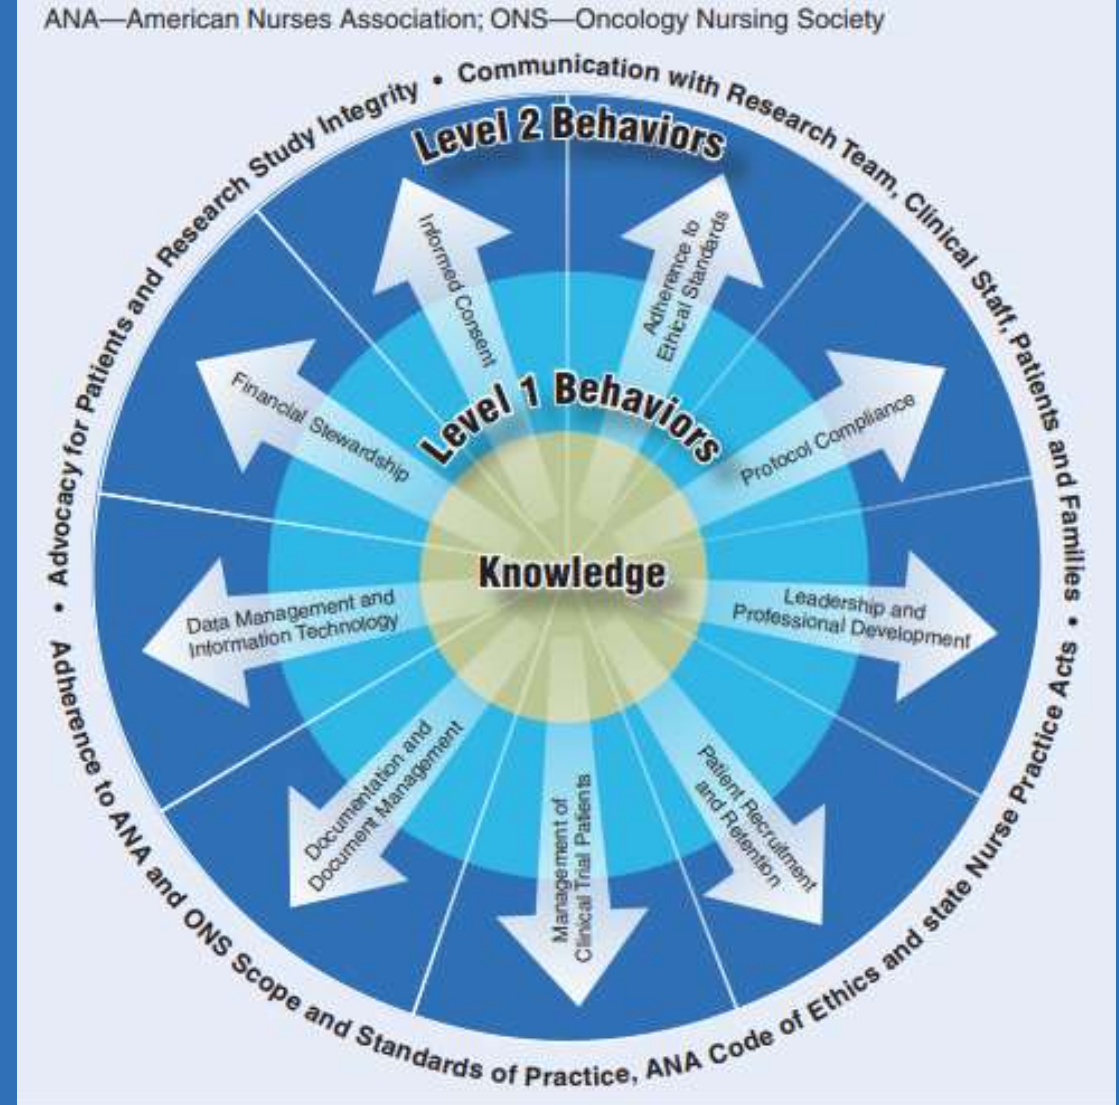 ANA—American Nurses Association; ONS—Oncology Nursing Society
• Advocacy for Patients and Research Study Integrity • Communication with Research Team, Clinical Staff, Patients and Families •
Adherence to ANA and ONS Scope and Standards of Practice, ANA Code of Ethics and state Nurse Practice Acts
Level 2 Behaviors
Level 1 Behaviors
Knowledge
Informed Consent
Adherence to
Ethical Standards
Protocol Compliance
Leadership and
Professional Development
Patient Recruitment
and Retention
Management of
Clinical Trial Patients
Documentation and
Document Management
Data Management and
Information Technology
Financial Stewardship